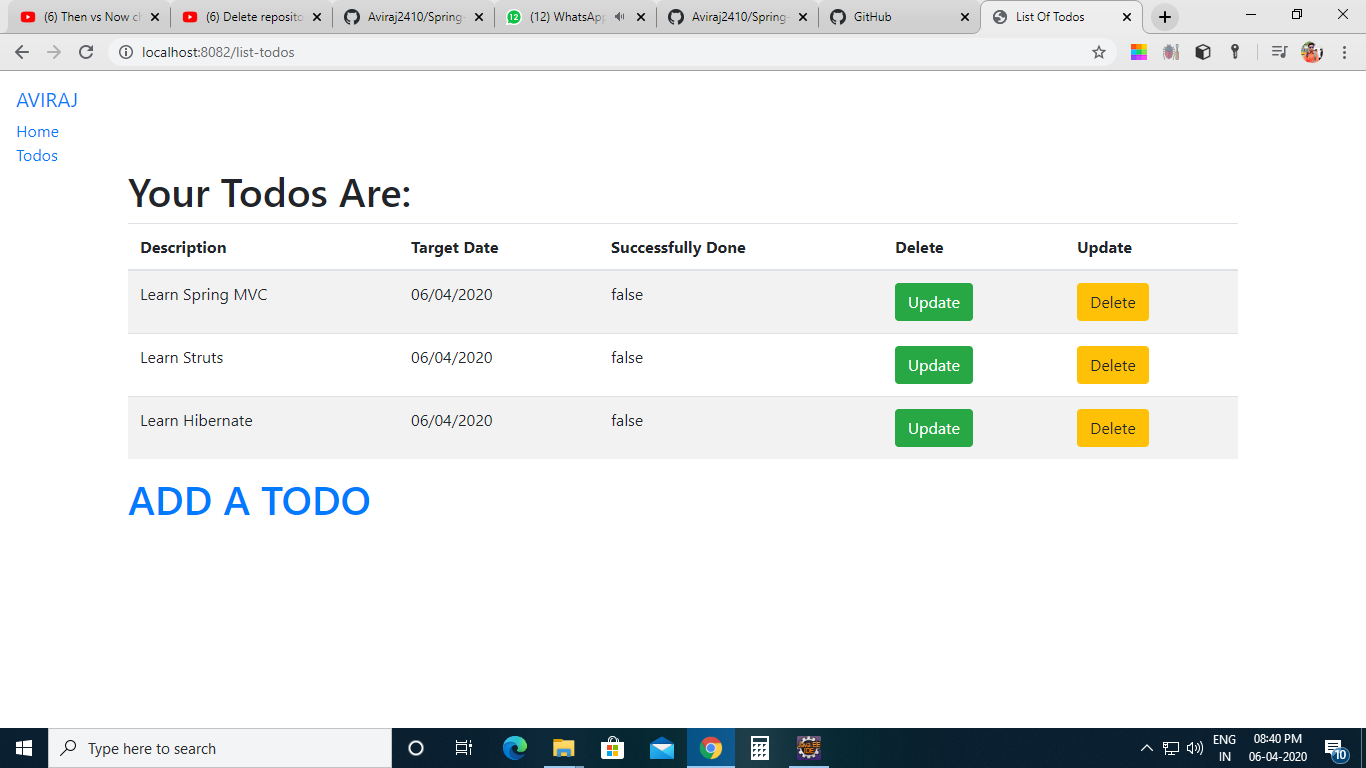 (6) Then vs Now c
(6) Delete reposito
Aviraj2410/Spring-
(12) WhatsApp
Aviraj2410/Spring-
GitHub
List Of Todos
localhost:8082/list-todos
AVIRAJ
Home
Todos
Your Todos Are:
Description Target Date Successfully Done Delete Update
Learn Spring MVC 06/04/2020 false Update Delete
Learn Struts 06/04/2020 false Update Delete
Learn Hibernate 06/04/2020 false Update Delete
ADD A TODO
Type here to search
ENG
IN
08:40 PM
06-04-2020
10